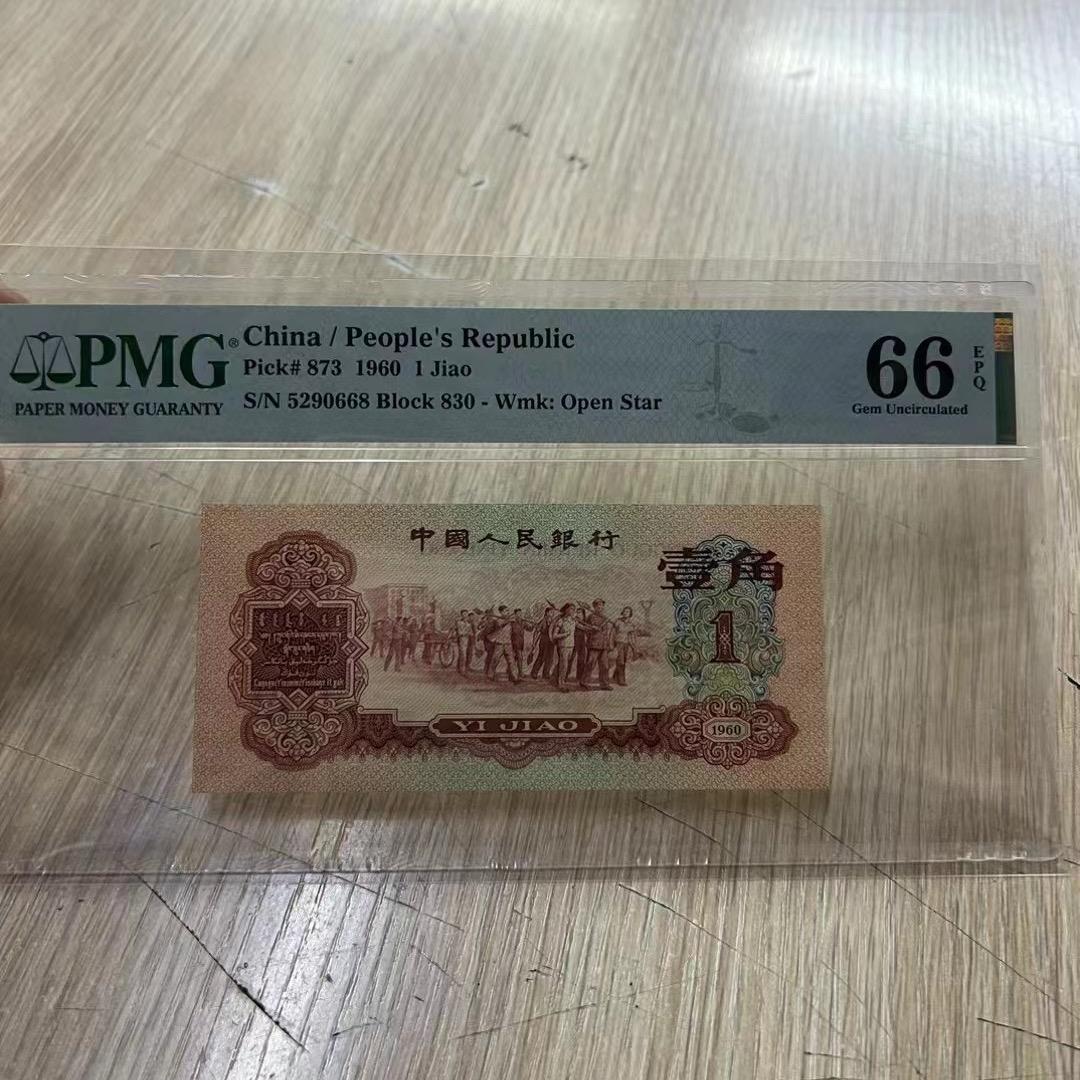 PMG®
PAPER MONEY GUARANTY
China / People's Republic
Pick# 873 1960 1 Jiao
S/N 5290668 Block 830 - Wmk: Open Star
66
EPQ
Gem Uncirculated
中國人民銀行
壹角
1
YI JIAO
1960